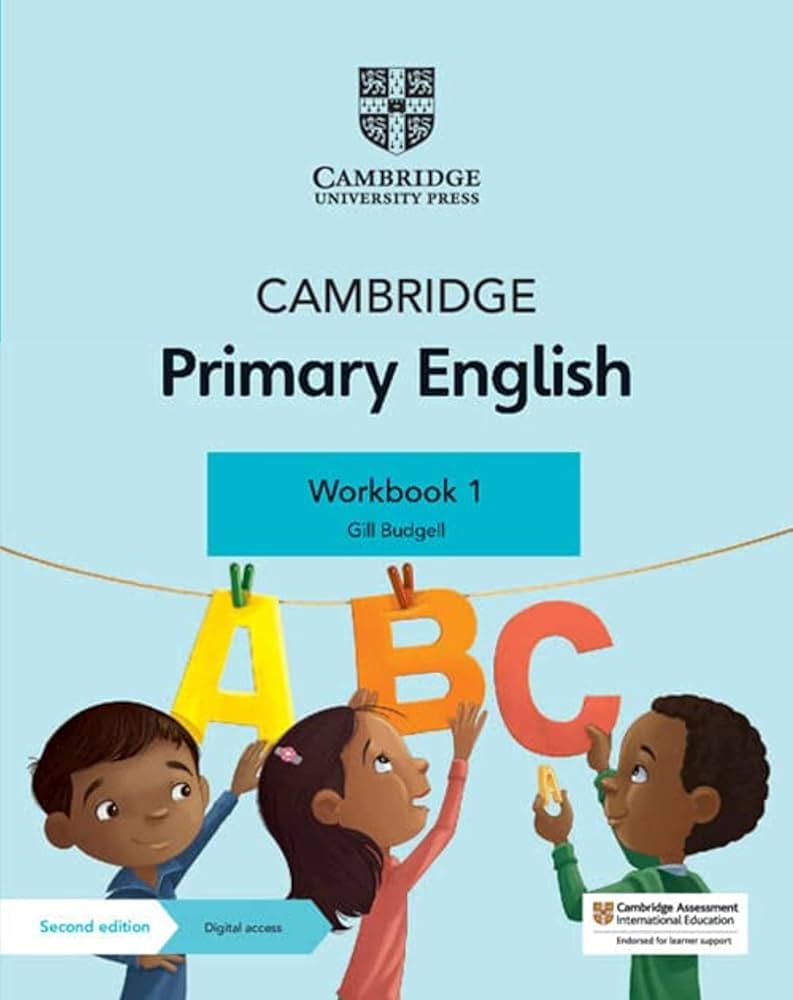 CAMBRIDGE
UNIVERSITY PRESS
CAMBRIDGE
Primary English
Workbook 1
Gill Budgell
A B C
A
Second edition
Digital access
Cambridge Assessment
International Education
Endorsed for learner support